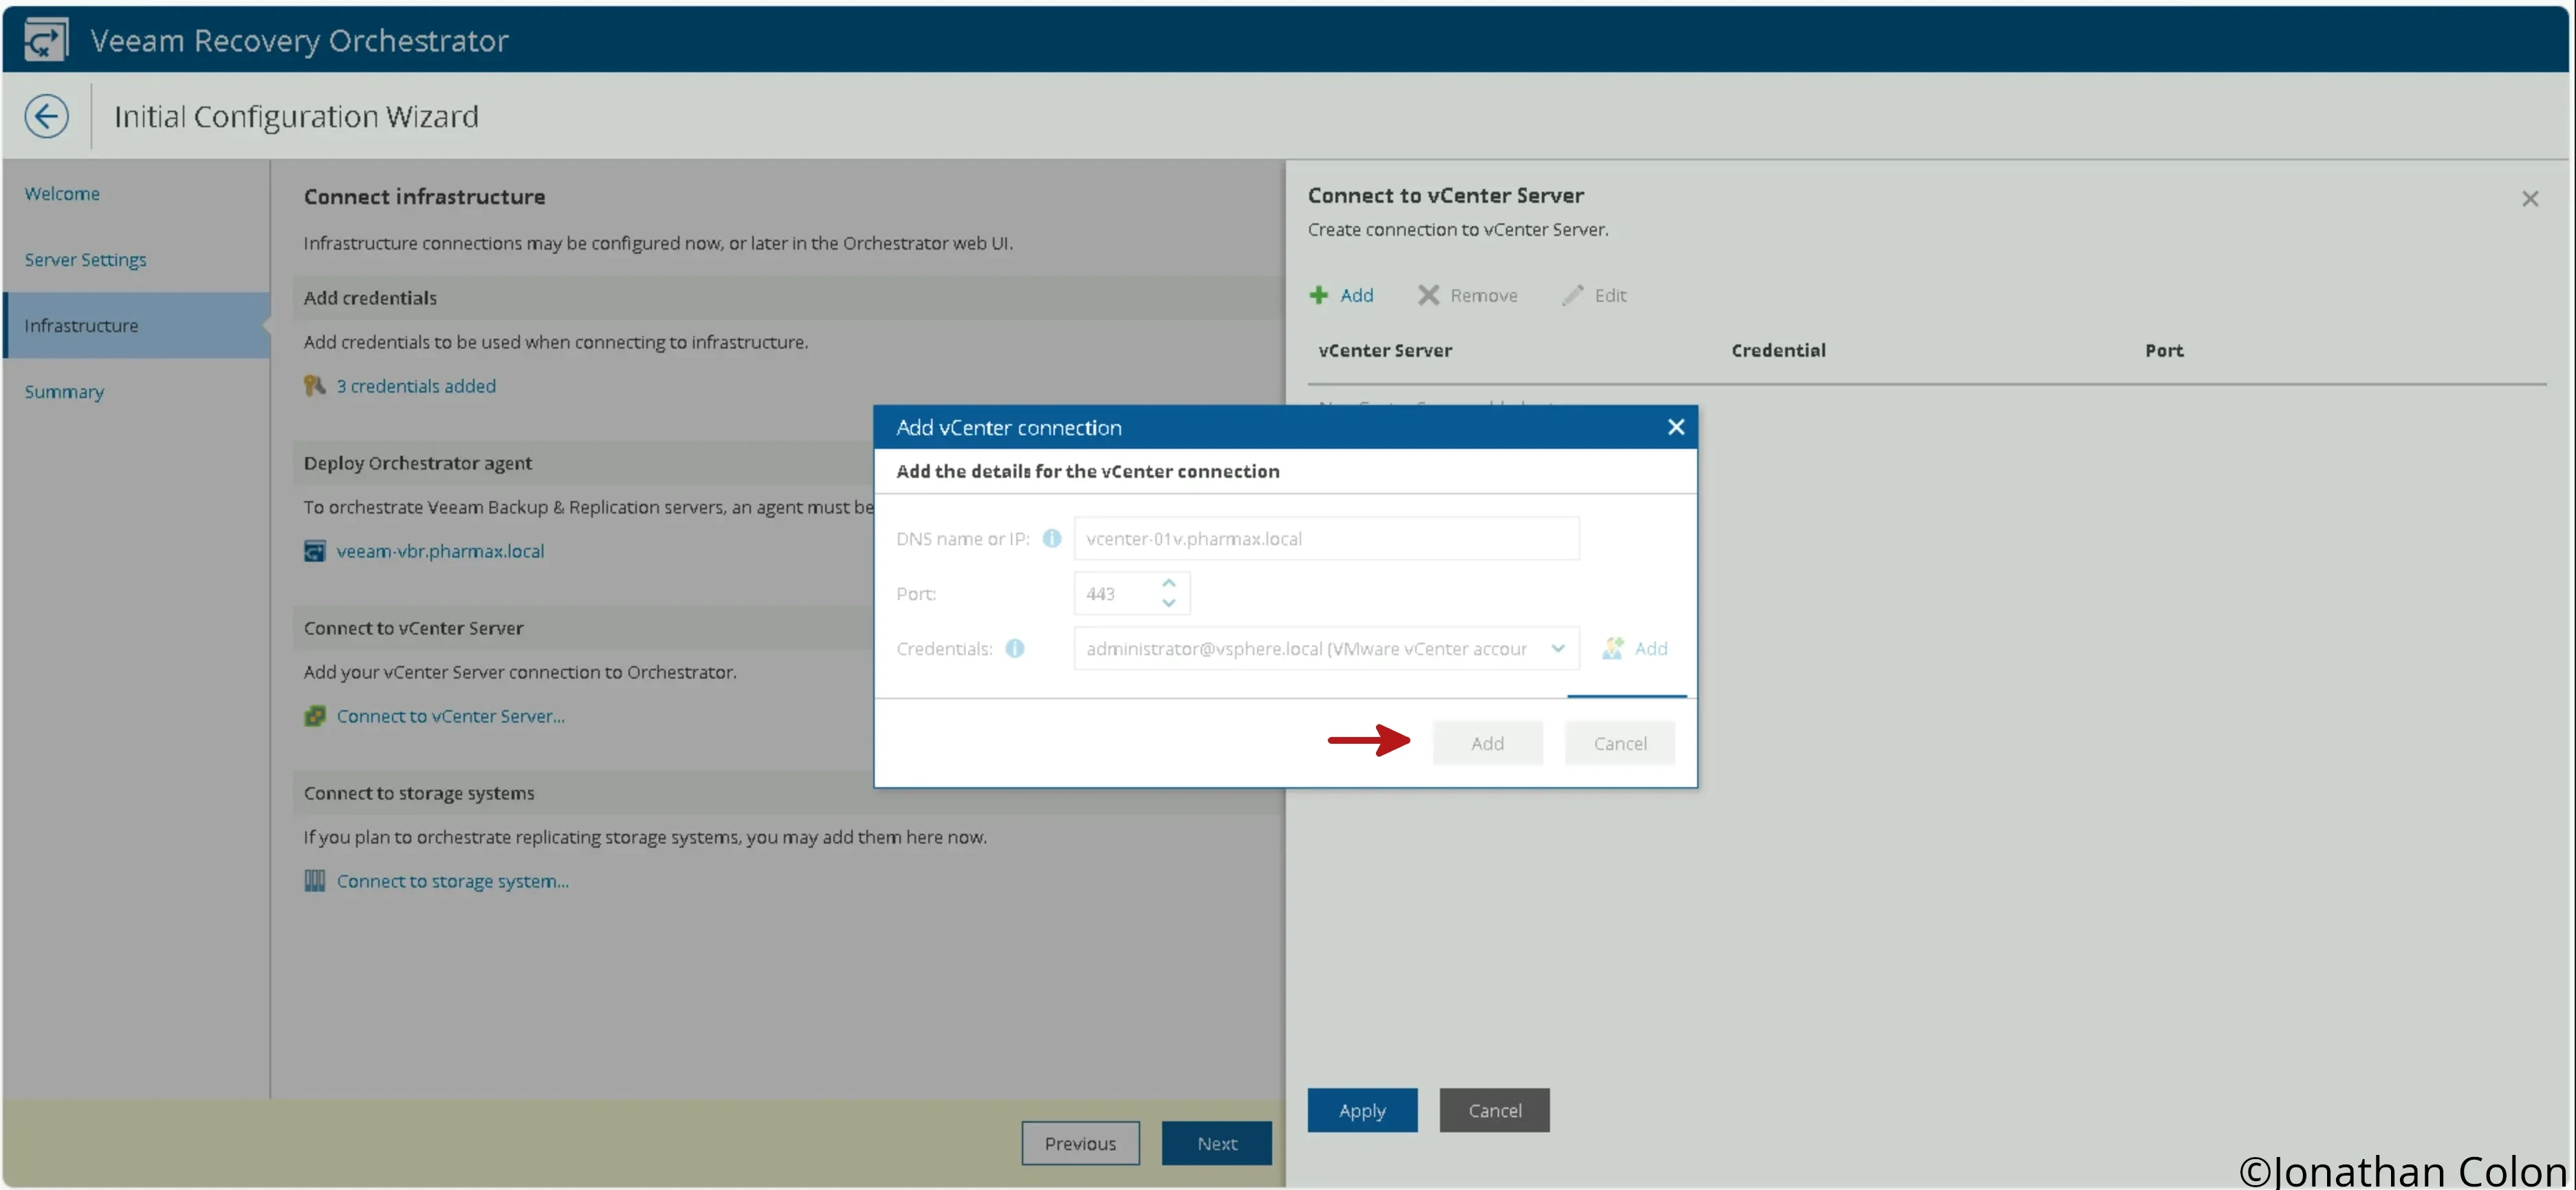 Veeam Recovery Orchestrator
Initial Configuration Wizard
Welcome
Server Settings
Infrastructure
Summary
Connect infrastructure
Infrastructure connections may be configured now, or later in the Orchestrator web UI.
Add credentials
Add credentials to be used when connecting to infrastructure.
3 credentials added
Deploy Orchestrator agent
To orchestrate Veeam Backup & Replication servers, an agent must be
veeam-vbr.pharmax.local
Connect to vCenter Server
Add your vCenter Server connection to Orchestrator.
Connect to vCenter Server...
Connect to storage systems
If you plan to orchestrate replicating storage systems, you may add them here now.
Connect to storage system...
Previous Next
Connect to vCenter Server
Create connection to vCenter Server.
Add Remove Edit
vCenter Server Credential Port
Add vCenter connection
Add the details for the vCenter connection
DNS name or IP: vcenter-01v.pharmax.local
Port: 443
Credentials: administrator@vsphere.local (VMware vCenter accour Add
Add Cancel
Apply Cancel
©Jonathan Colon